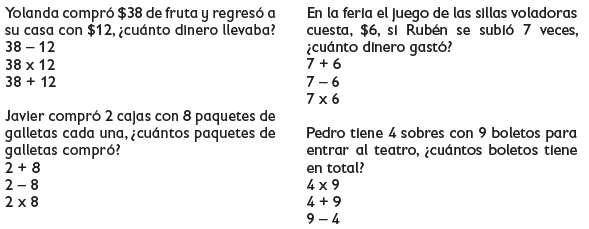 Yolanda compró $38 de fruta y regresó a
su casa con $12, ¿cuánto dinero llevaba?
38 – 12
38 x 12
38 + 12
Javier compró 2 cajas con 8 paquetes de
galletas cada una, ¿cuántos paquetes de
galletas compró?
2 + 8
2 – 8
2 x 8
En la feria el juego de las sillas voladoras
cuesta, $6, si Rubén se subió 7 veces,
¿cuánto dinero gastó?
7 + 6
7 – 6
7 x 6
Pedro tiene 4 sobres con 9 boletos para
entrar al teatro, ¿cuántos boletos tiene
en total?
4 x 9
4 + 9
9 – 4